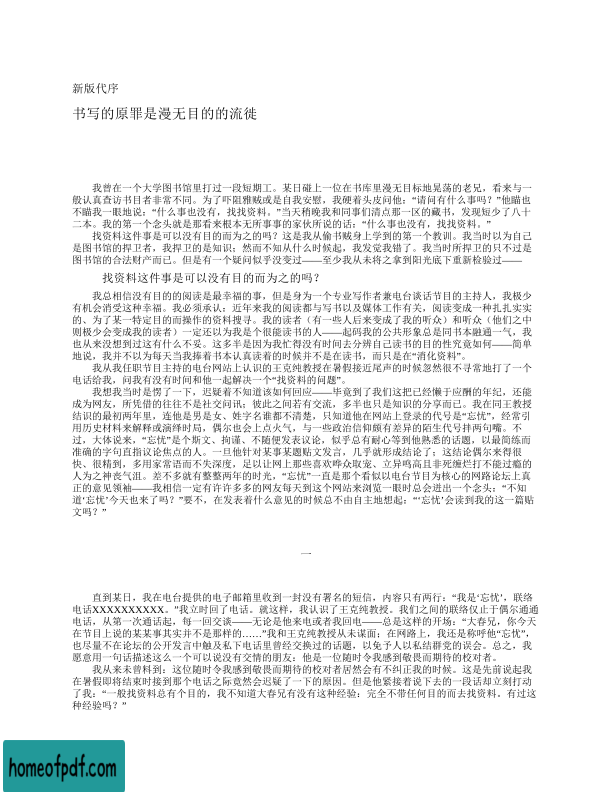 新版代序
书写的原罪是漫无目的的流徙
我曾在一个大学图书馆里打过一段短期工。某日碰上一位在书库里漫无目标地晃荡的老兄，看来与一
般认真查访书目者非常不同。为了吓阻雅贼或是自我安慰，我硬着头皮问他：“请问有什么事吗？”他瞄也
不瞄我一眼地说：“什么事也没有，找找资料。”当天稍晚我和同事们清点那一区的藏书，发现短少了八十
二本。我的第一个念头就是那看来根本无所事事的家伙所说的话：“什么事也没有，找找资料。”
找资料这件事是可以没有目的而为之的吗？这是我从偷书贼身上学到的第一个教训。我当时以为自己
是图书馆的捍卫者，我捍卫的是知识；然而不知从什么时候起，我发觉我错了。我当时所捍卫的只不过是
图书馆的合法财产而已。但是有一个疑问似乎没变过——至少我从未将之拿到阳光底下重新检验过——
找资料这件事是可以没有目的而为之的吗？
我总相信没有目的的阅读是最幸福的事，但是身为一个专业写作者兼电台谈话节目的主持人，我极少
有机会消受这种幸福。我必须承认：近年来我的阅读都与写书以及媒体工作有关，阅读变成一种扎扎实实
的、为了某一特定目的而操作的资料搜寻。我的读者（有一些人后来变成了我的听众）和听众（他们之中
则极少会变成我的读者）一定还以为我是个很能读书的人——起码我的公共形象总是同书本融通一气，我
也从来没想到过这有什么不妥。这多半是因为我忙得没有时间去分辨自己读书的目的性究竟如何——简单
地说，我并不以为每天当我捧着书本认真读着的时候并不是在读书，而只是在“消化资料”。
我从我任职节目主持的电台网站上认识的王克纯教授在暑假接近尾声的时候忽然很不寻常地打了一个
电话给我，问我有没有时间和他一起解决一个“找资料的问题”。
我想我当时是愣了一下，迟疑着不知道该如何回应——毕竟到了我们这把已经懒于应酬的年纪，还能
成为网友，所凭借的往往不是社交问讯；彼此之间若有交流，多半也只是知识的分享而已。我在同王教授
结识的最初两年里，连他是男是女、姓字名谁都不清楚，只知道他在网站上登录的代号是“忘忧”，经常引
用历史材料来解释或满绎时局，偶尔也会上点火气，与一些政治信仰颇有差异的陌生代号拌两句嘴。不
过，大体说来，“忘忧”是个斯文、拘谨、不随便发表议论，似乎总有耐心等到他熟悉的话题，以最简练而
准确的字句直指议论焦点的人。一旦他针对某事某题贴文发言，几乎就形成结论了；这结论偶尔来得很
快、很精到，多用家常语而不失深度，足以让网上那些喜欢哗众取宠、立异鸣高且非死缠烂打不能过瘾的
人为之神丧气沮。差不多就有整整两年的时光，“忘忧”一直是那个看似以电台节目为核心的网路论坛上真
正的意见领袖——我相信一定有许许多多的网友每天到这个网站来浏览一眼时总会迸出一个念头：“不知
道‘忘忧’今天也来了吗？”要不，在发表着什么意见的时候总不由自主地想起：“‘忘忧’会读到我的这一篇贴
文吗？”
一
直到某日，我在电台提供的电子邮箱里收到一封没有署名的短信，内容只有两行：“我是‘忘忧’，联络
电话XXXXXXXXXX。”我立时回了电话。就这样，我认识了王克纯教授。我们之间的联络仅止于偶尔通通
电话，从第一次通话起，每一回交谈——无论是他来电或者我回电——总是这样的开场：“大春兄，你今天
在节目上说的某某事其实并不是那样的……”我和王克纯教授从未谋面；在网路上，我还是称呼他“忘忧”，
也尽量不在论坛的公开发言中触及私下电话里曾经交换过的话题，以免予人以私结群党的误会。总之，我
愿意用一句话描述这么一个可以说没有交情的朋友：他是一位随时令我感到敬畏而期待的校对者。
我从来未曾料到：这位随时令我感到敬畏而期待的校对者居然会有不纠正我的时候。这是先前说起我
在暑假即将结束时接到那个电话之际竟然会迟疑了一下的原因。但是他紧接着说下去的一段话却立刻打动
了我：“一般找资料总有个目的，我不知道大春兄有没有这种经验：完全不带任何目的而去找资料。有过这
种经验吗？”
homeofpdf.com